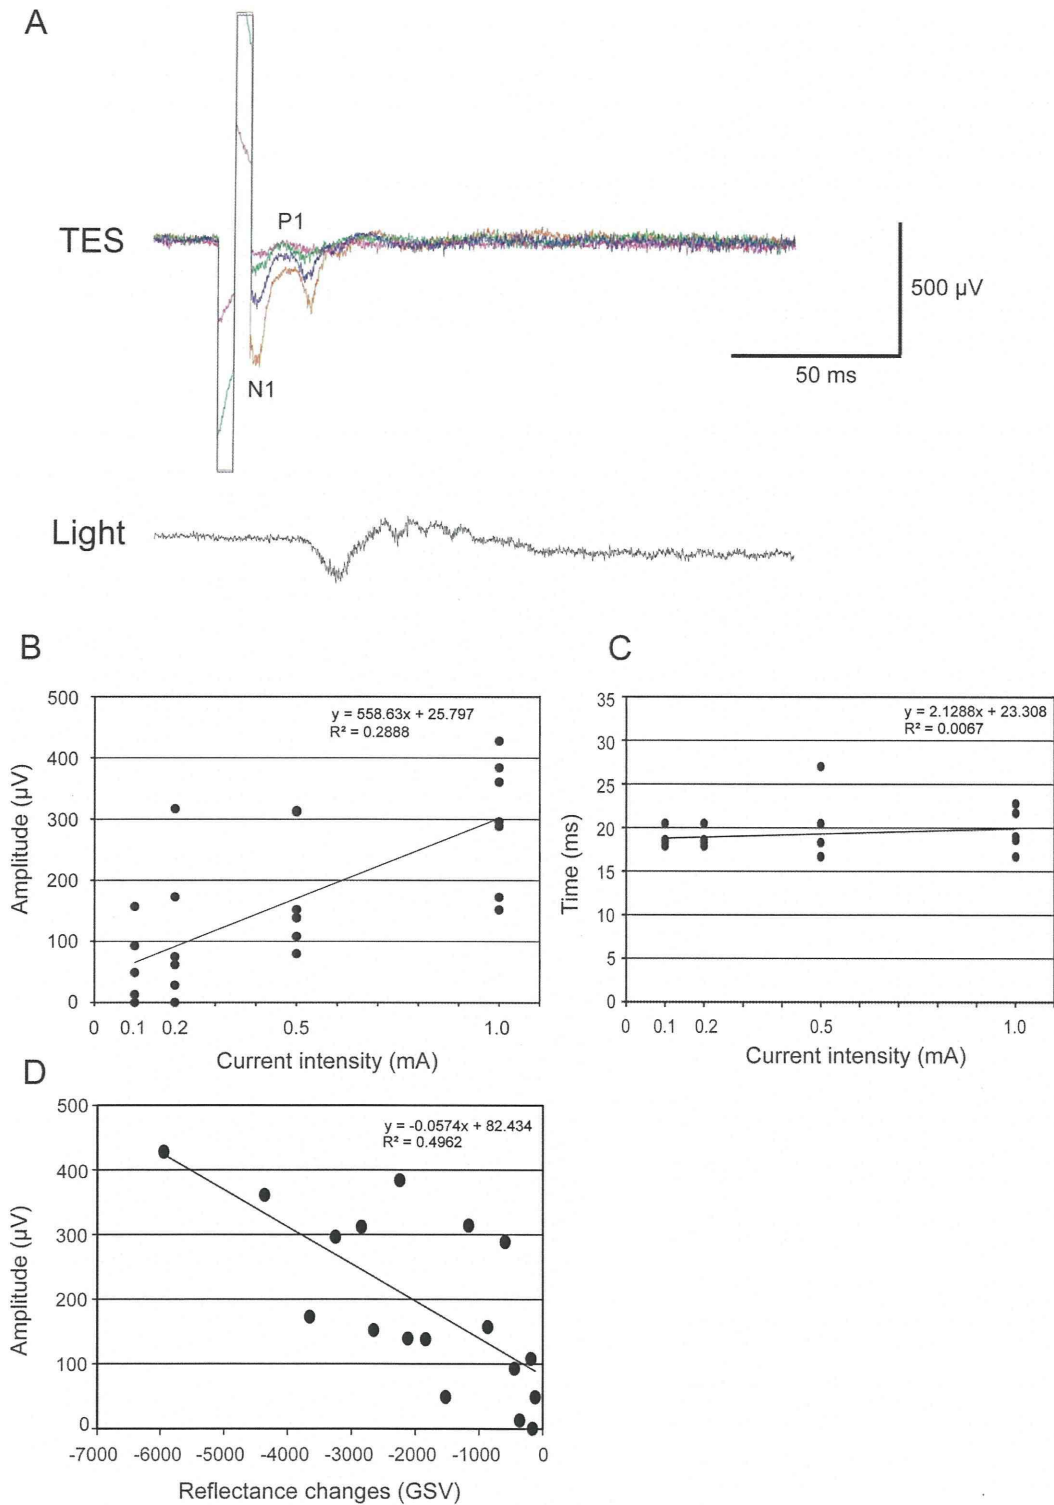 A
TES
P1
N1
500 µV
50 ms
Light
B
500
400
300
200
100
0
Amplitude (µV)
y = 558.63x + 25.797
R² = 0.2888
0 0.1 0.2 0.5 1.0
Current intensity (mA)
C
35
30
25
20
15
10
5
0
Time (ms)
y = 2.1288x + 23.308
R² = 0.0067
0 0.1 0.2 0.5 1.0
Current intensity (mA)
D
500
400
300
200
100
0
Amplitude (µV)
y = -0.0574x + 82.434
R² = 0.4962
-7000 -6000 -5000 -4000 -3000 -2000 -1000 0
Reflectance changes (GSV)